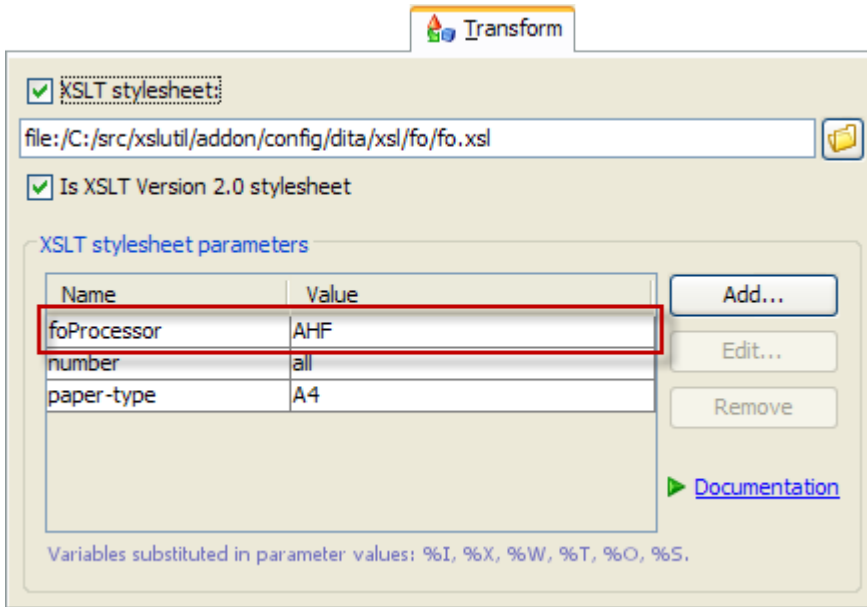 Transform
XSLT stylesheet:
file:/C:/src/xslutil/addon/config/dita/xsl/fo/fo.xsl
Is XSLT Version 2.0 stylesheet
XSLT stylesheet parameters
Name Value Add...
foProcessor AHF
number all Edit...
paper-type A4 Remove
Documentation
Variables substituted in parameter values: %I, %X, %W, %T, %O, %S.